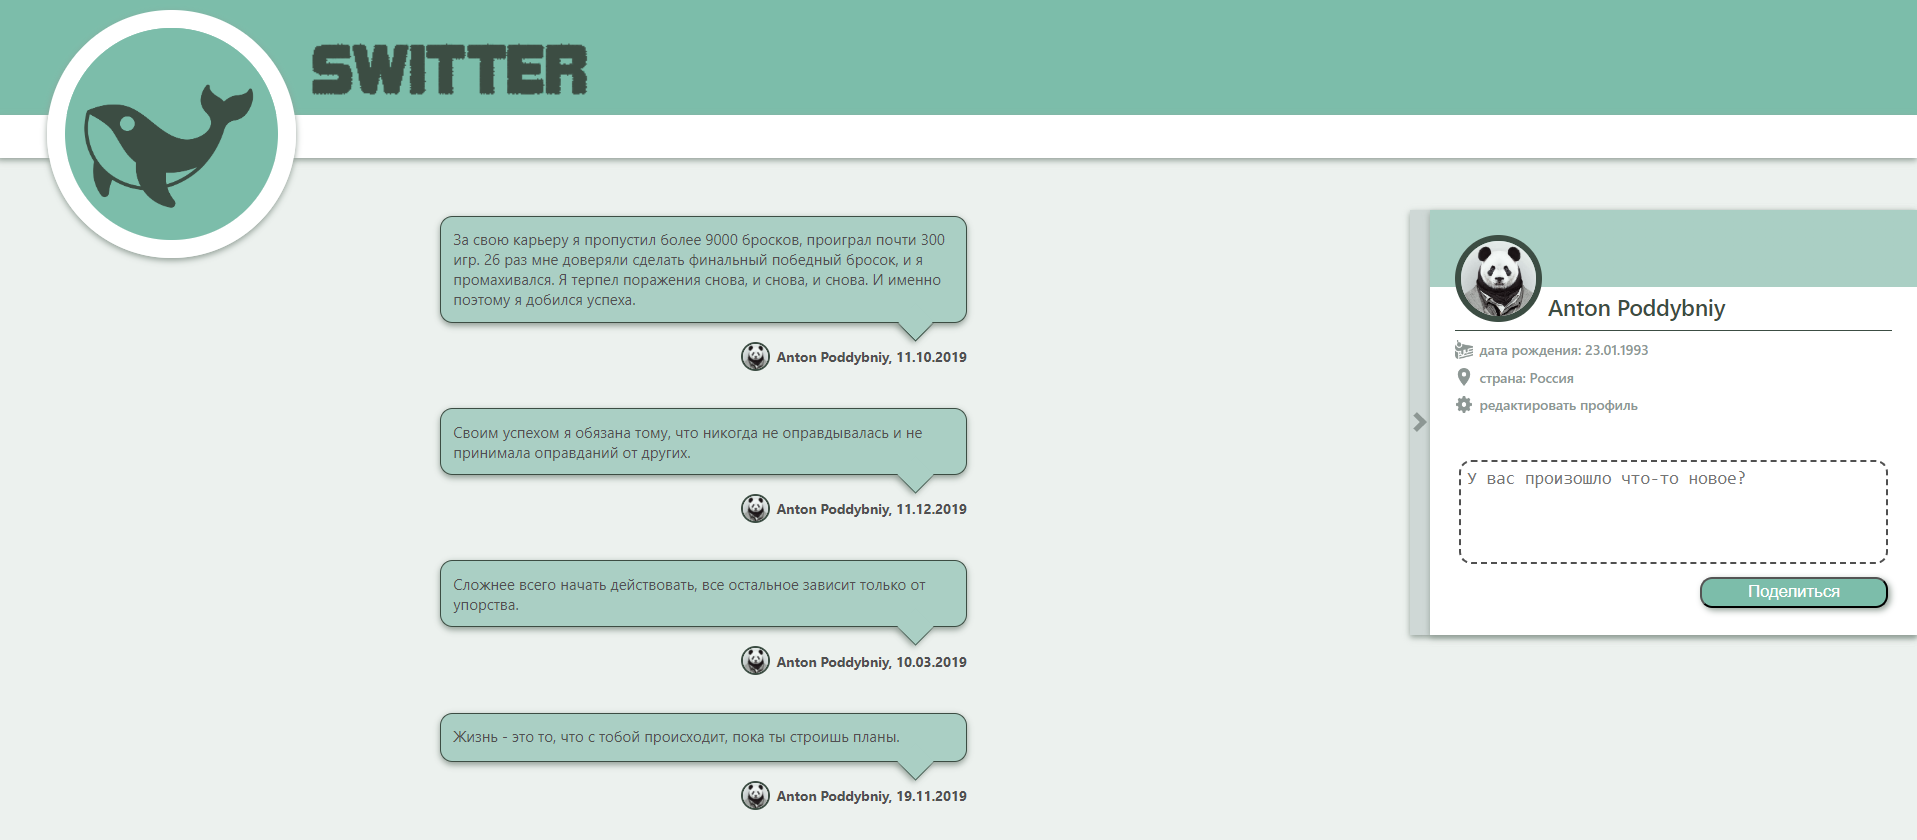 SWITTER
За свою карьеру я пропустил более 9000 бросков, проиграл почти 300
игр. 26 раз мне доверяли сделать финальный победный бросок, и я
промахивался. Я терпел поражения снова, и снова, и снова. И именно
поэтому я добился успеха.
Anton Poddybniy, 11.10.2019
Своим успехом я обязана тому, что никогда не оправдывалась и не
принимала оправданий от других.
Anton Poddybniy, 11.12.2019
Сложнее всего начать действовать, все остальное зависит только от
упорства.
Anton Poddybniy, 10.03.2019
Жизнь - это то, что с тобой происходит, пока ты строишь планы.
Anton Poddybniy, 19.11.2019
Anton Poddybniy
дата рождения: 23.01.1993
страна: Россия
редактировать профиль
У вас произошло что-то новое?
Поделиться